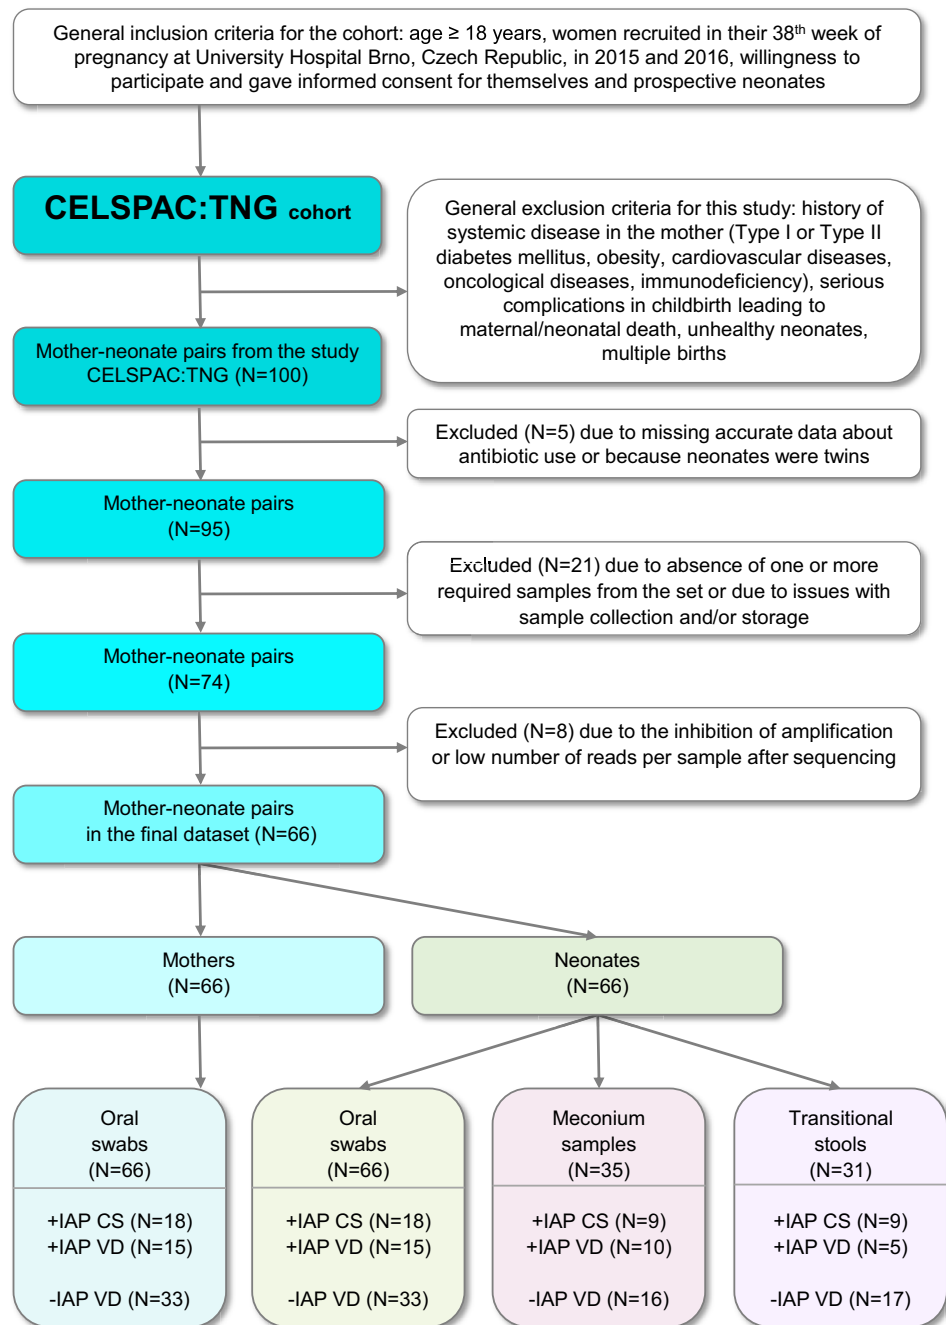 General inclusion criteria for the cohort: age ≥ 18 years, women recruited in their 38th week of
pregnancy at University Hospital Brno, Czech Republic, in 2015 and 2016, willingness to
participate and gave informed consent for themselves and prospective neonates
CELSPAC:TNG cohort
General exclusion criteria for this study: history of
systemic disease in the mother (Type I or Type II
diabetes mellitus, obesity, cardiovascular diseases,
oncological diseases, immunodeficiency), serious
complications in childbirth leading to
maternal/neonatal death, unhealthy neonates,
multiple births
Mother-neonate pairs from the study
CELSPAC:TNG (N=100)
Excluded (N=5) due to missing accurate data about
antibiotic use or because neonates were twins
Mother-neonate pairs
(N=95)
Excluded (N=21) due to absence of one or more
required samples from the set or due to issues with
sample collection and/or storage
Mother-neonate pairs
(N=74)
Excluded (N=8) due to the inhibition of amplification
or low number of reads per sample after sequencing
Mother-neonate pairs
in the final dataset (N=66)
Mothers
(N=66)
Neonates
(N=66)
Oral
swabs
(N=66)
+IAP CS (N=18)
+IAP VD (N=15)
-IAP VD (N=33)
Oral
swabs
(N=66)
+IAP CS (N=18)
+IAP VD (N=15)
-IAP VD (N=33)
Meconium
samples
(N=35)
+IAP CS (N=9)
+IAP VD (N=10)
-IAP VD (N=16)
Transitional
stools
(N=31)
+IAP CS (N=9)
+IAP VD (N=5)
-IAP VD (N=17)